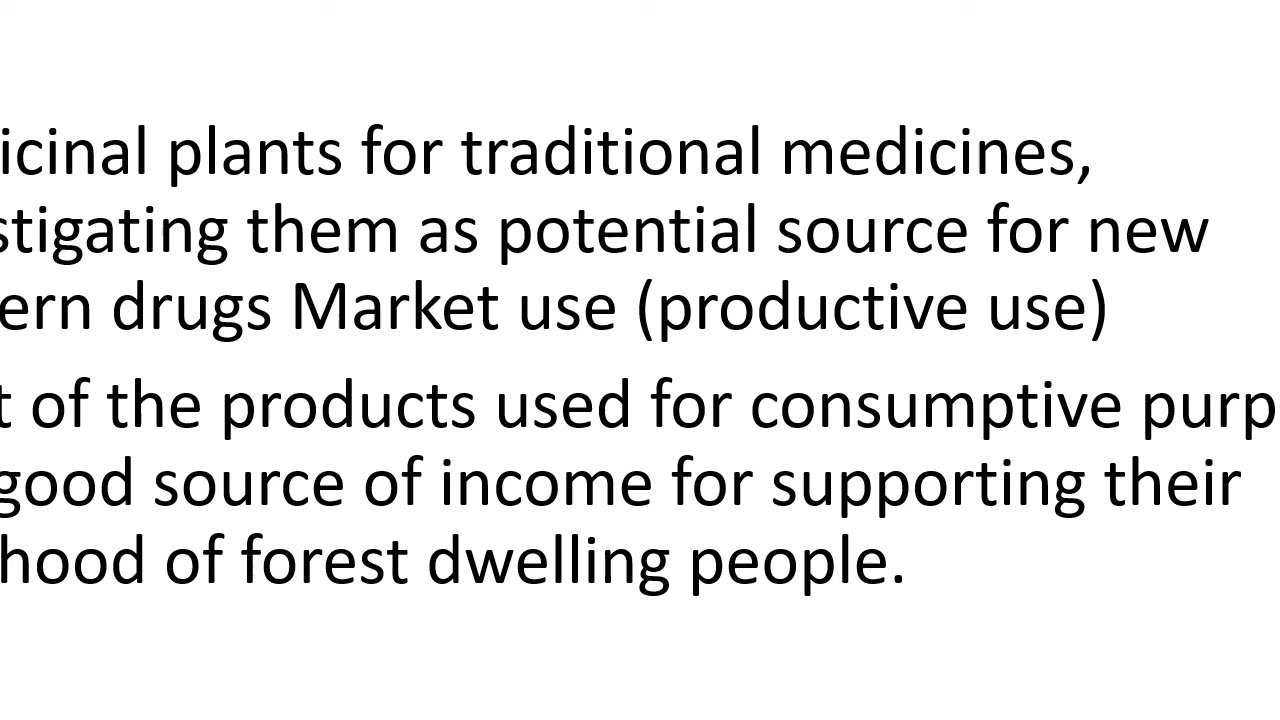 icinal plants for traditional medicines,
stigating them as potential source for new
ern drugs Market use (productive use)
t of the products used for consumptive purp
good source of income for supporting their
hood of forest dwelling people.